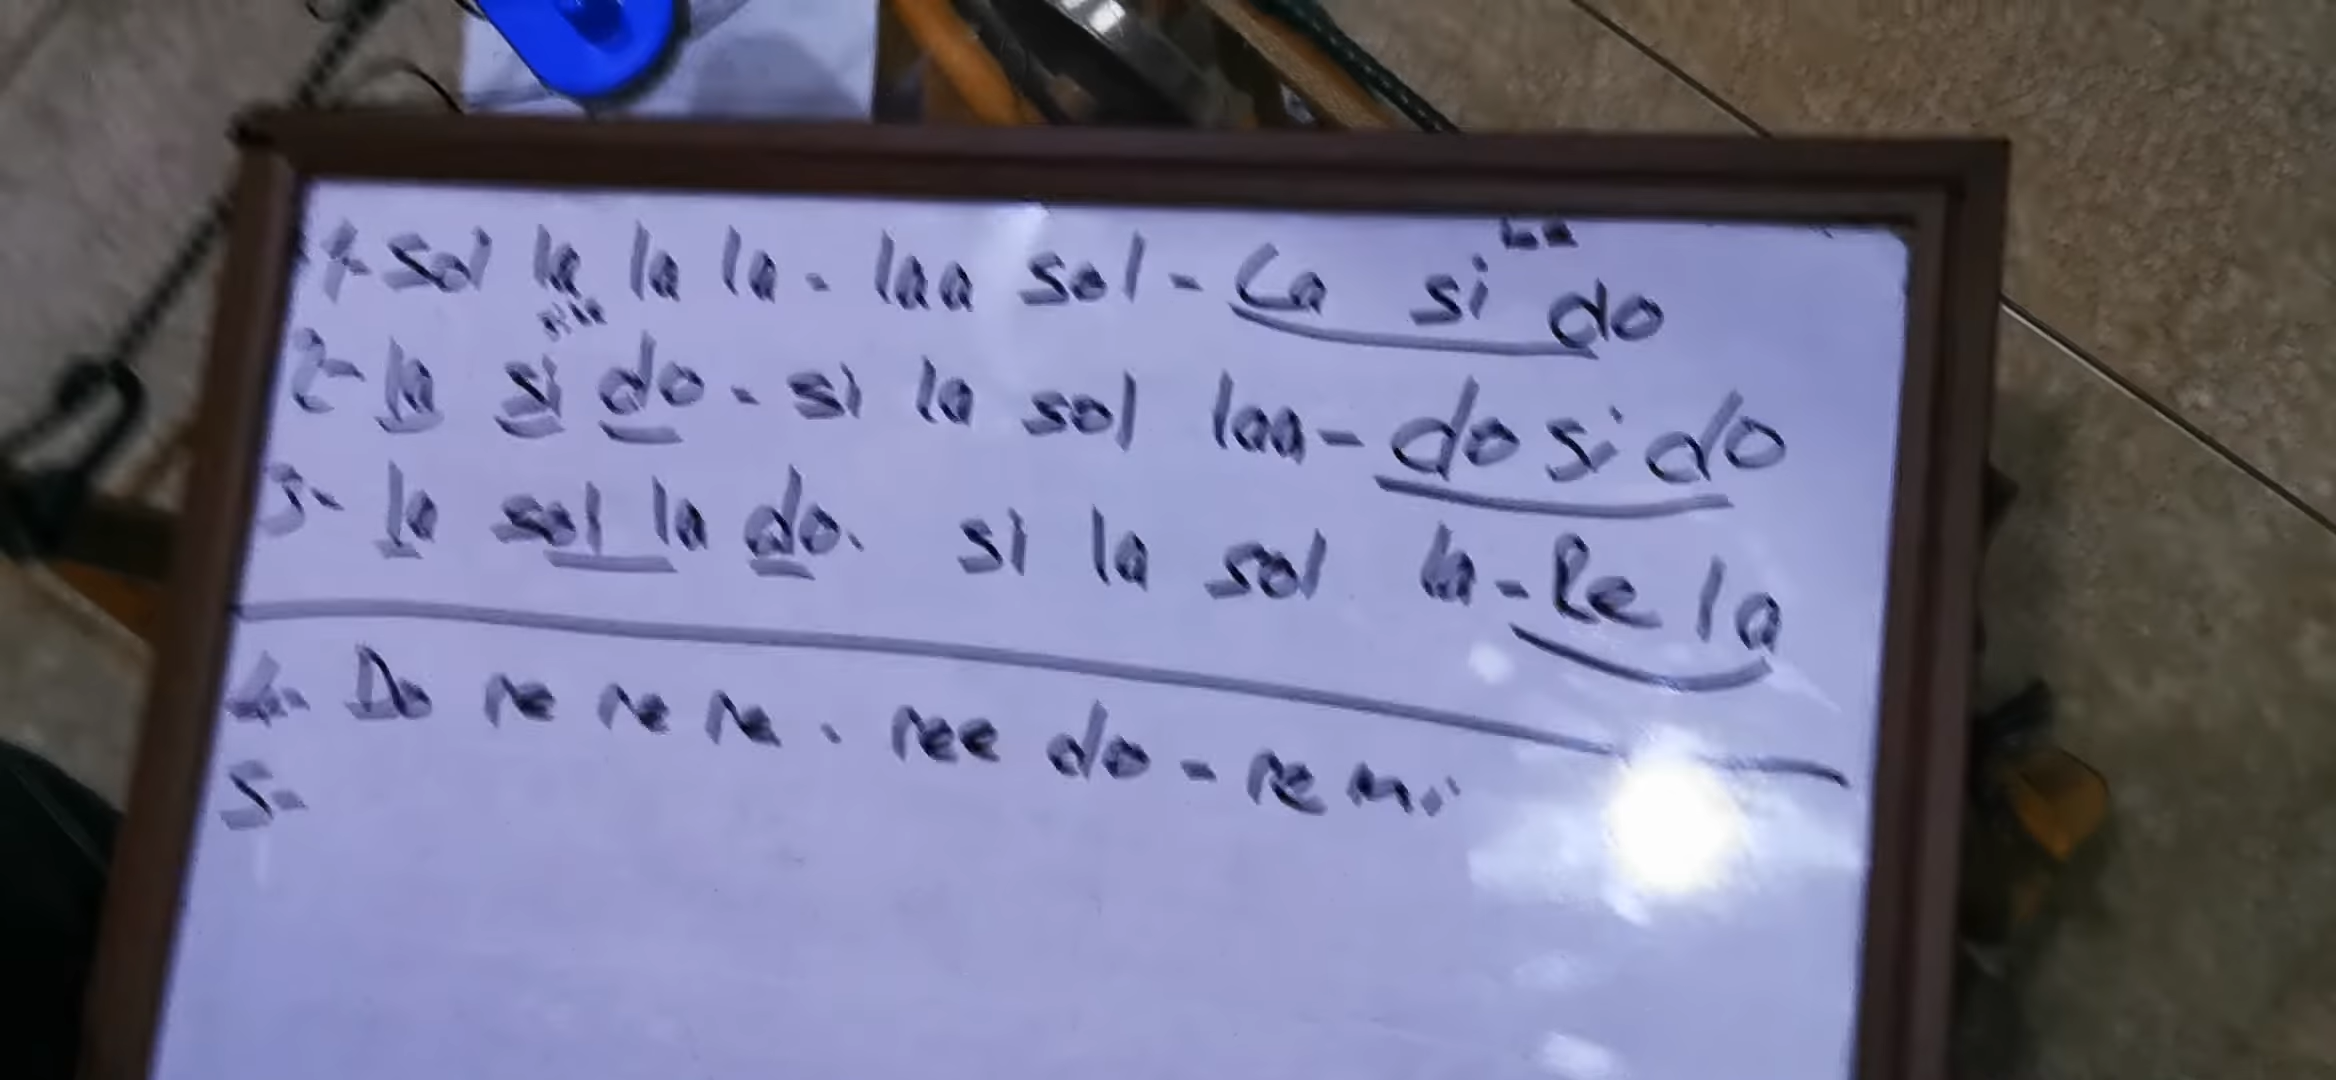 1- sol la la la - laa sol - La si La do
2- la si do - si la sol laa - do si do
3- la sol la do. si la sol la - Re la
4- Do re re re . ree do - re mi
5-